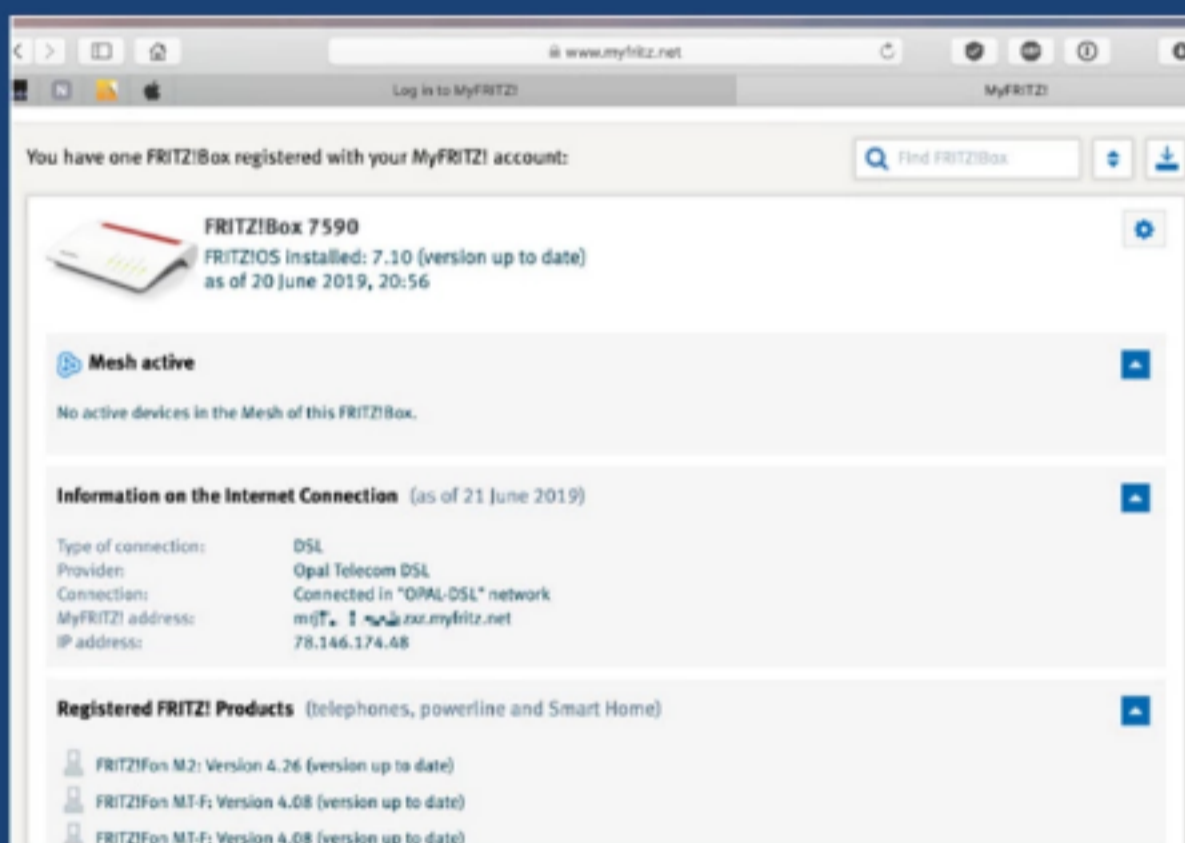 www.myfritz.net
Log in to MyFRITZ!
MyFRITZ!
You have one FRITZ!Box registered with your MyFRITZ! account:
Find FRITZ!Box
FRITZ!Box 7590
FRITZ!OS installed: 7.10 (version up to date)
as of 20 June 2019, 20:56
Mesh active
No active devices in the Mesh of this FRITZ!Box.
Information on the Internet Connection (as of 21 June 2019)
Type of connection: DSL
Provider: Opal Telecom DSL
Connection: Connected in "OPAL-DSL" network
MyFRITZ! address:
IP address: 78.146.174.48
Registered FRITZ! Products (telephones, powerline and Smart Home)
FRITZ!Fon M2: Version 4.26 (version up to date)
FRITZ!Fon MT-F: Version 4.08 (version up to date)
FRITZ!Fon MT-F: Version 4.08 (version up to date)